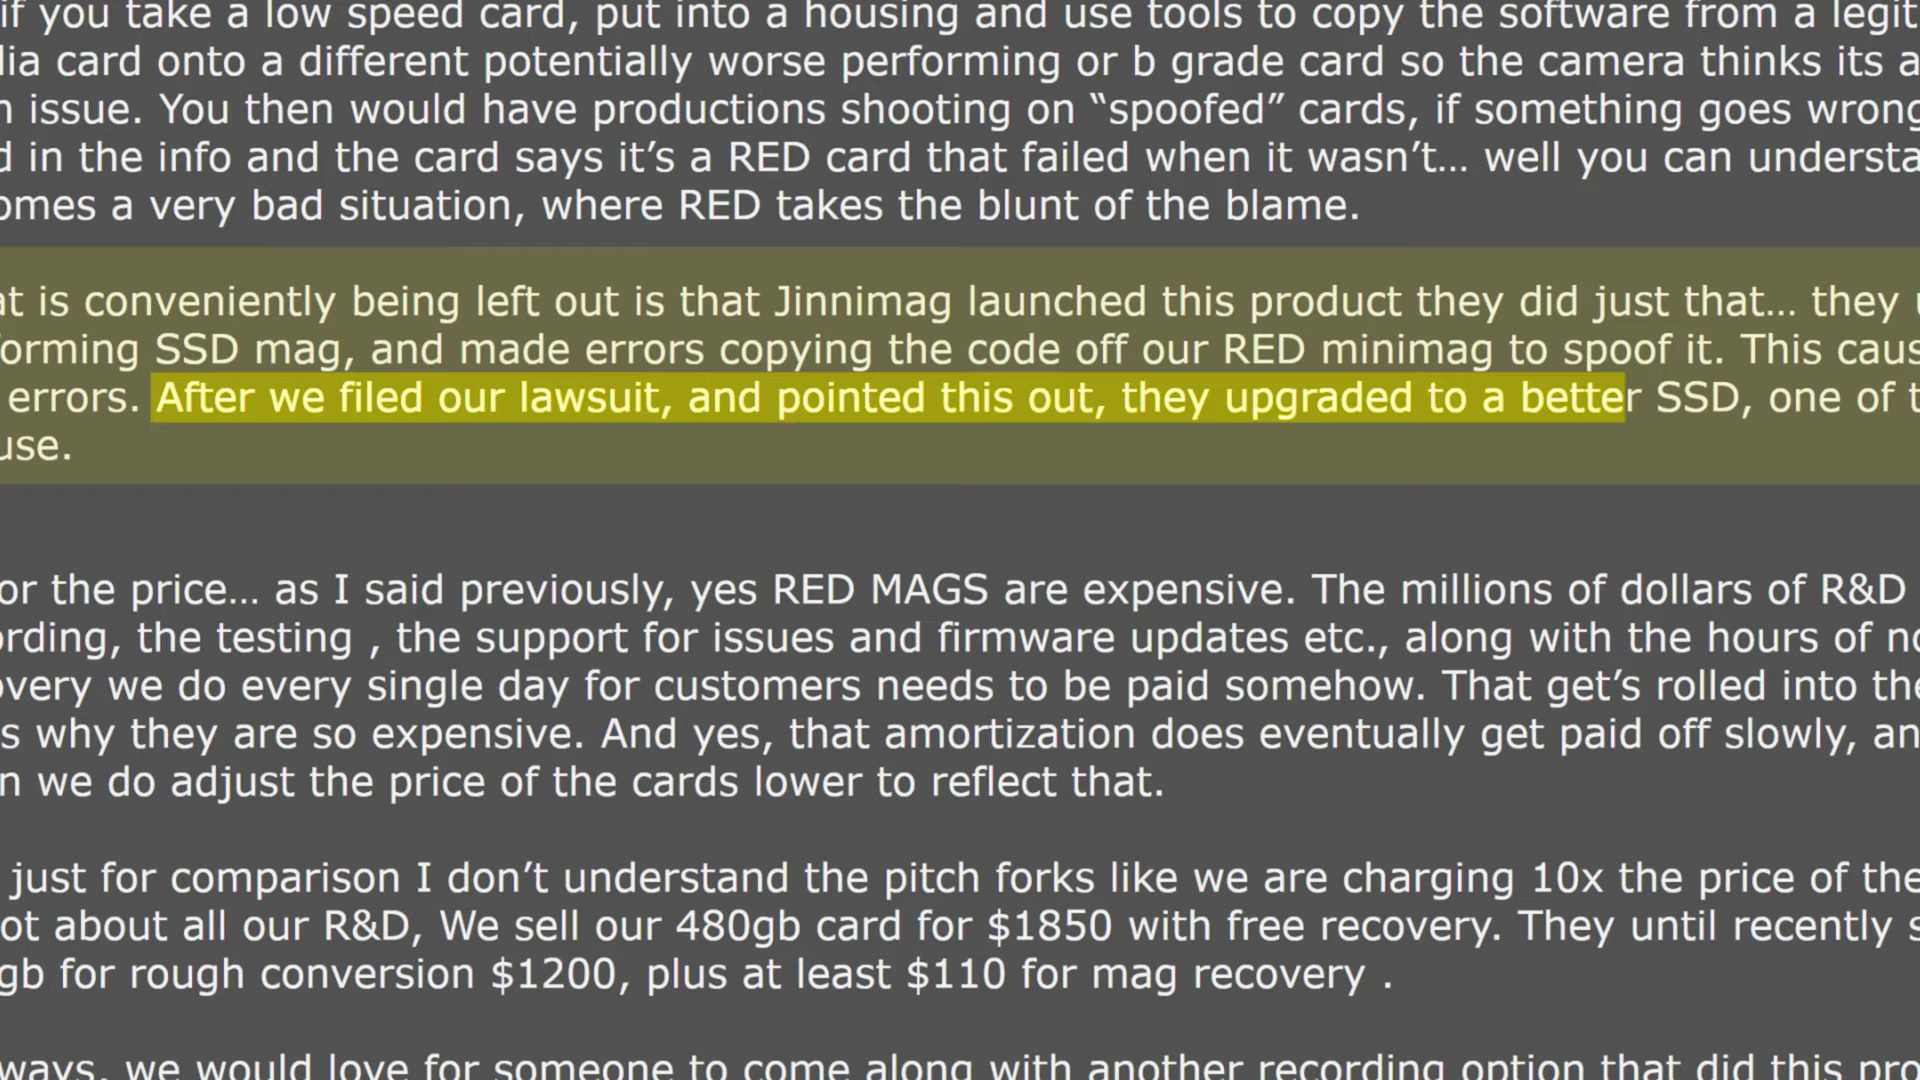 if you take a low speed card, put into a housing and use tools to copy the software from a legit
card onto a different potentially worse performing or b grade card so the camera thinks its a
issue. You then would have productions shooting on “spoofed” cards, if something goes wrong
in the info and the card says it’s a RED card that failed when it wasn’t… well you can
a very bad situation, where RED takes the blunt of the blame.
is conveniently being left out is that Jinnimag launched this product they did just that… they
SSD mag, and made errors copying the code off our RED minimag to spoof it. This
errors. After we filed our lawsuit, and pointed this out, they upgraded to a better SSD, one of
use.
for the price… as I said previously, yes RED MAGS are expensive. The millions of dollars of R&D
the testing , the support for issues and firmware updates etc., along with the hours of
we do every single day for customers needs to be paid somehow. That get’s rolled into the
why they are so expensive. And yes, that amortization does eventually get paid off slowly,
we do adjust the price of the cards lower to reflect that.
just for comparison I don’t understand the pitch forks like we are charging 10x the price of the
about all our R&D, We sell our 480gb card for $1850 with free recovery. They until recently
gb for rough conversion $1200, plus at least $110 for mag recovery .
we would love for someone to come along with another recording option that did this